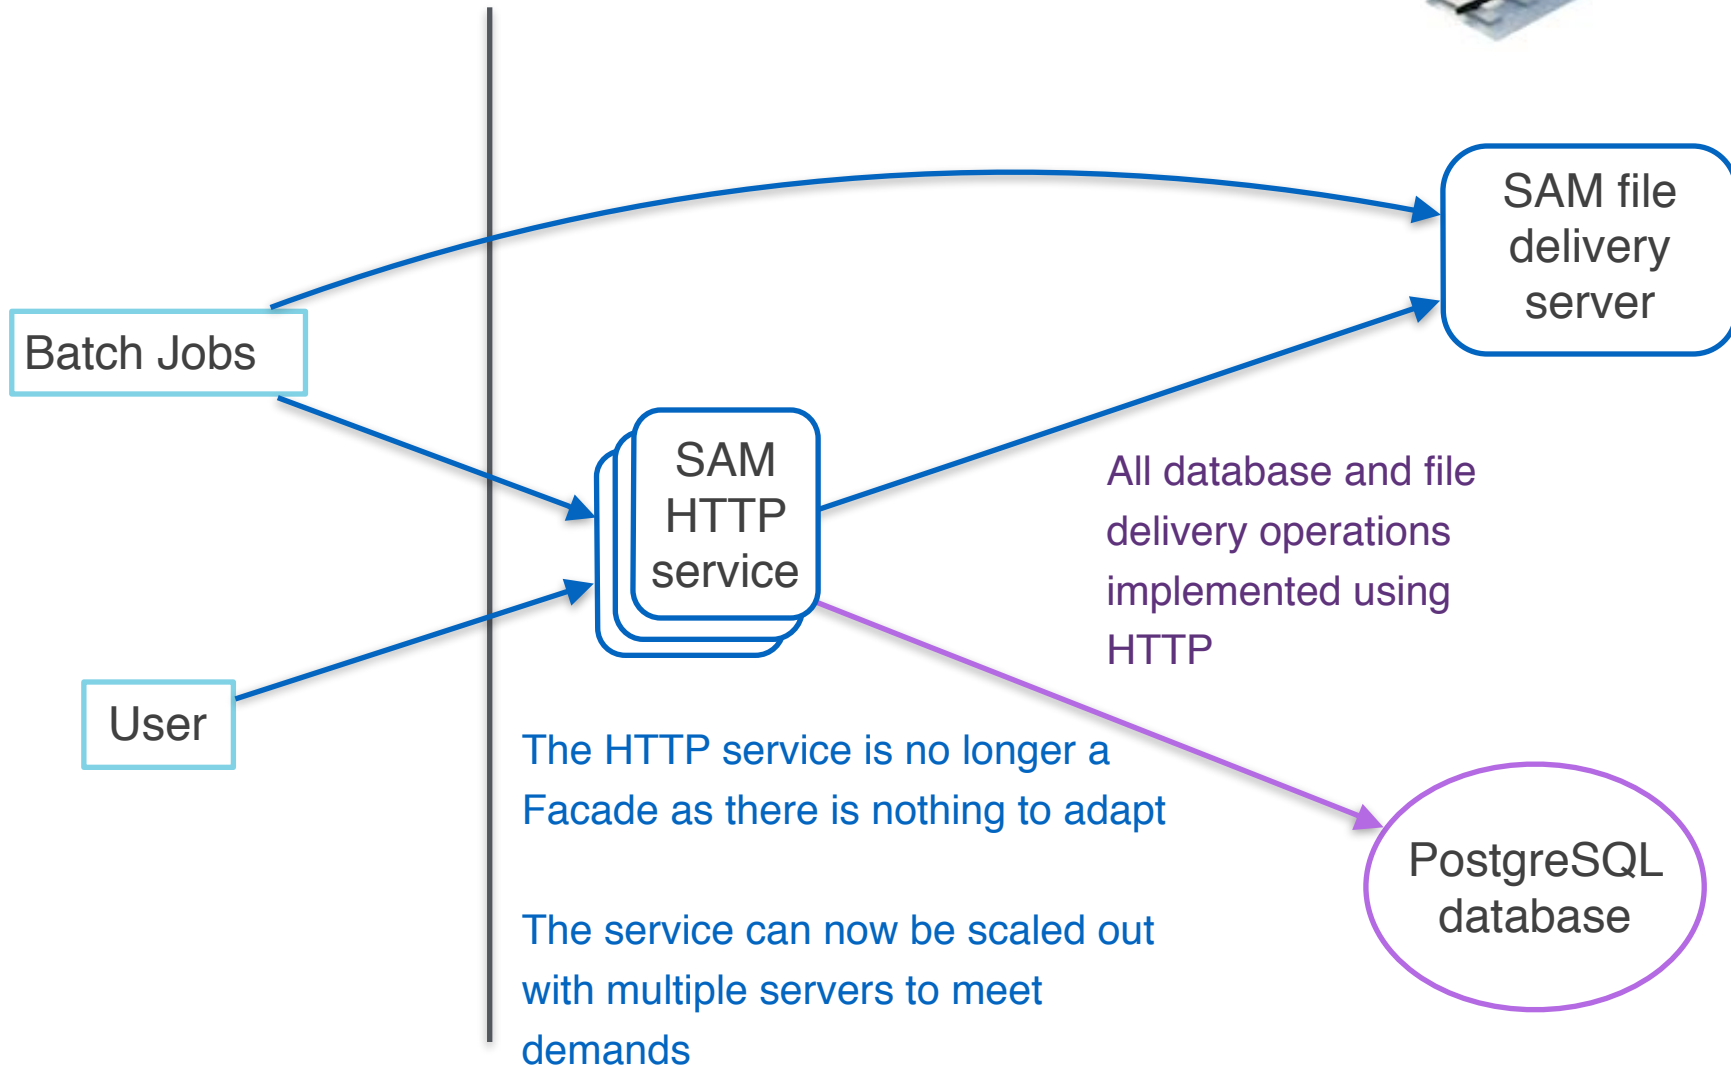 SAM file
delivery
server
Batch Jobs
SAM
HTTP
service
All database and file
delivery operations
implemented using
HTTP
User
The HTTP service is no longer a
Facade as there is nothing to adapt
PostgreSQL
database
The service can now be scaled out
with multiple servers to meet
demands